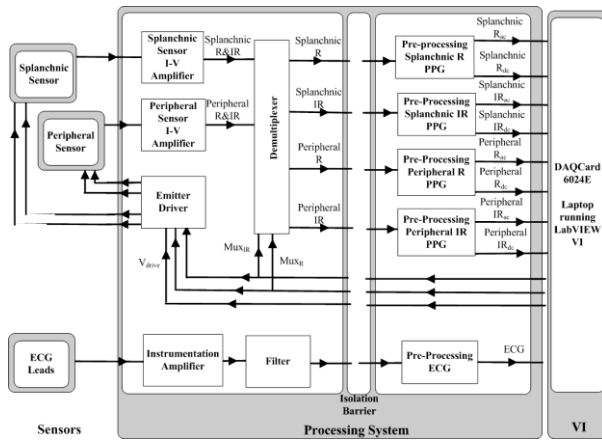 Splanchnic
Sensor
Peripheral
Sensor
Splanchnic
Sensor
I-V
Amplifier
Splanchnic
R&IR
Peripheral
Sensor
I-V
Amplifier
Peripheral
R&IR
Emitter
Driver
Demultiplexer
Splanchnic
R
Splanchnic
IR
Peripheral
R
Peripheral
IR
Vdrive
MuxIR
MuxR
Pre-processing
Splanchnic R
PPG
Pre-Processing
Splanchnic IR
PPG
Pre-Processing
Peripheral R
PPG
Pre-Processing
Peripheral IR
PPG
Splanchnic
Rac
Splanchnic
Rdc
Splanchnic
IRac
Splanchnic
IRdc
Peripheral
Rac
Peripheral
Rdc
Peripheral
IRac
Peripheral
IRdc
DAQCard
6024E
Laptop
running
LabVIEW
VI
ECG
Leads
Instrumentation
Amplifier
Filter
Pre-Processing
ECG
ECG
Isolation
Barrier
Sensors
Processing System
VI